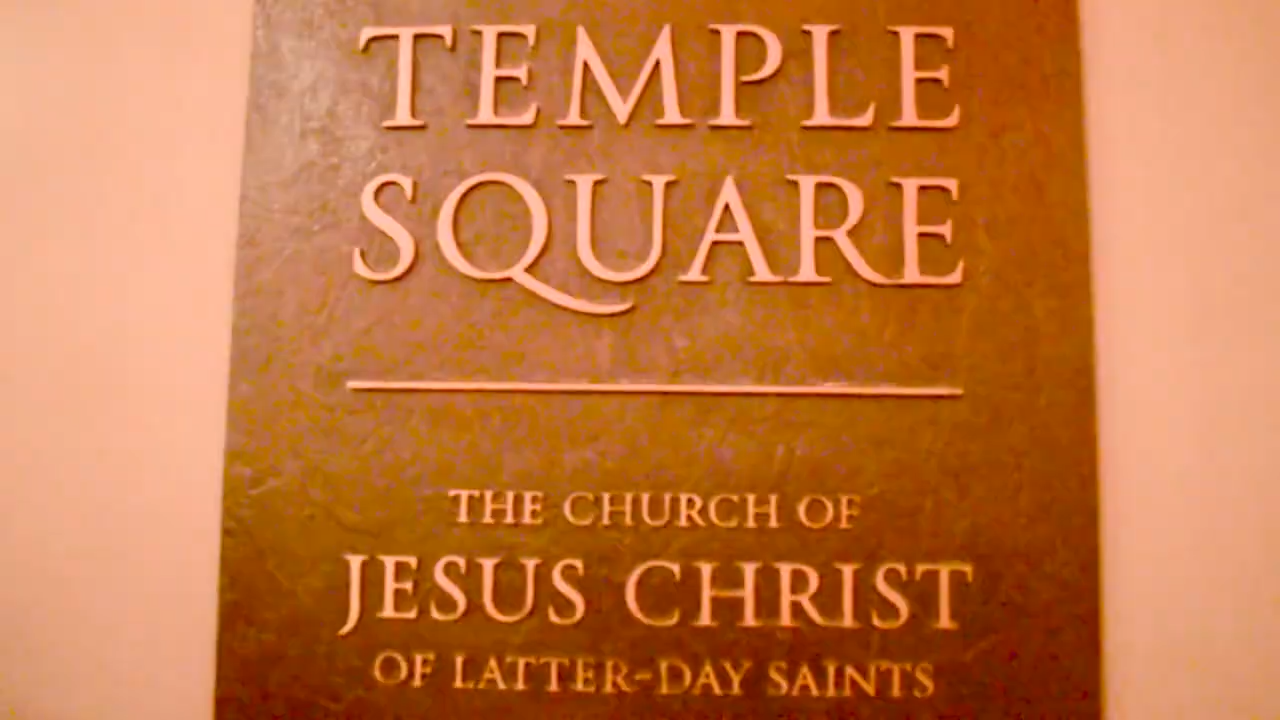 TEMPLE
SQUARE
THE CHURCH OF
JESUS CHRIST
OF LATTER-DAY SAINTS